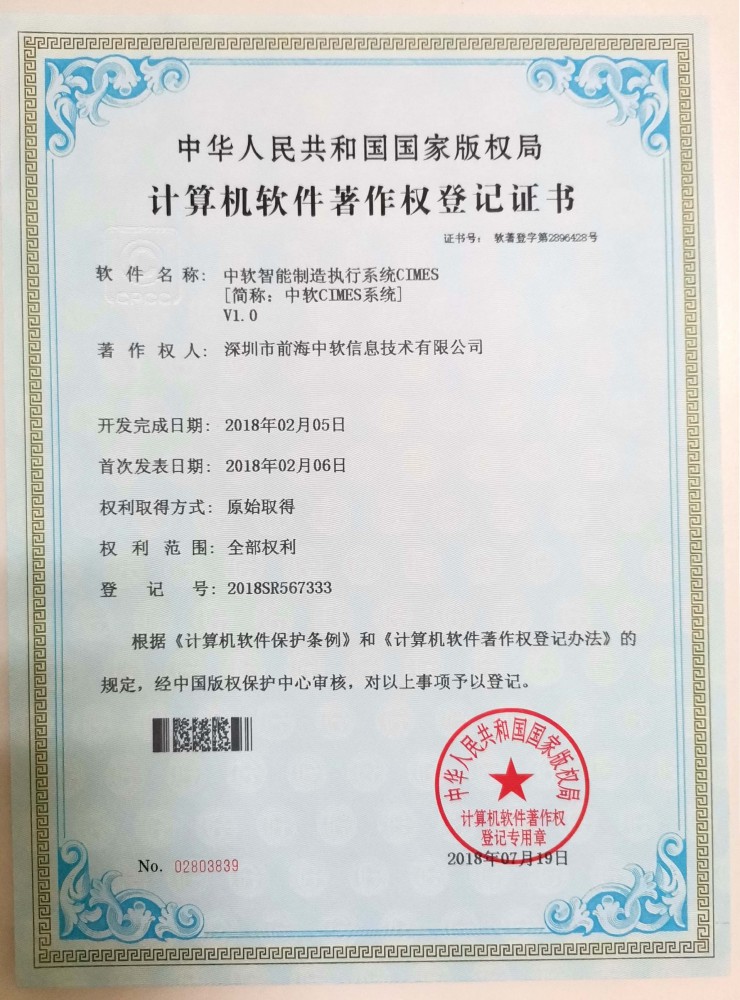 中华人民共和国国家版权局
计算机软件著作权登记证书
证书号： 软著登字第2896428号
CPCC
软件名称： 中软智能制造执行系统CIMES
[简称：中软CIMES系统]
V1.0
著作权人： 深圳市前海中软信息技术有限公司
开发完成日期： 2018年02月05日
首次发表日期： 2018年02月06日
权利取得方式： 原始取得
权利范围： 全部权利
登记号： 2018SR567333
根据《计算机软件保护条例》和《计算机软件著作权登记办法》的
规定，经中国版权保护中心审核，对以上事项予以登记。
中华人民共和国国家版权局
计算机软件著作权
登记专用章
No. 02803839
2018年07月19日